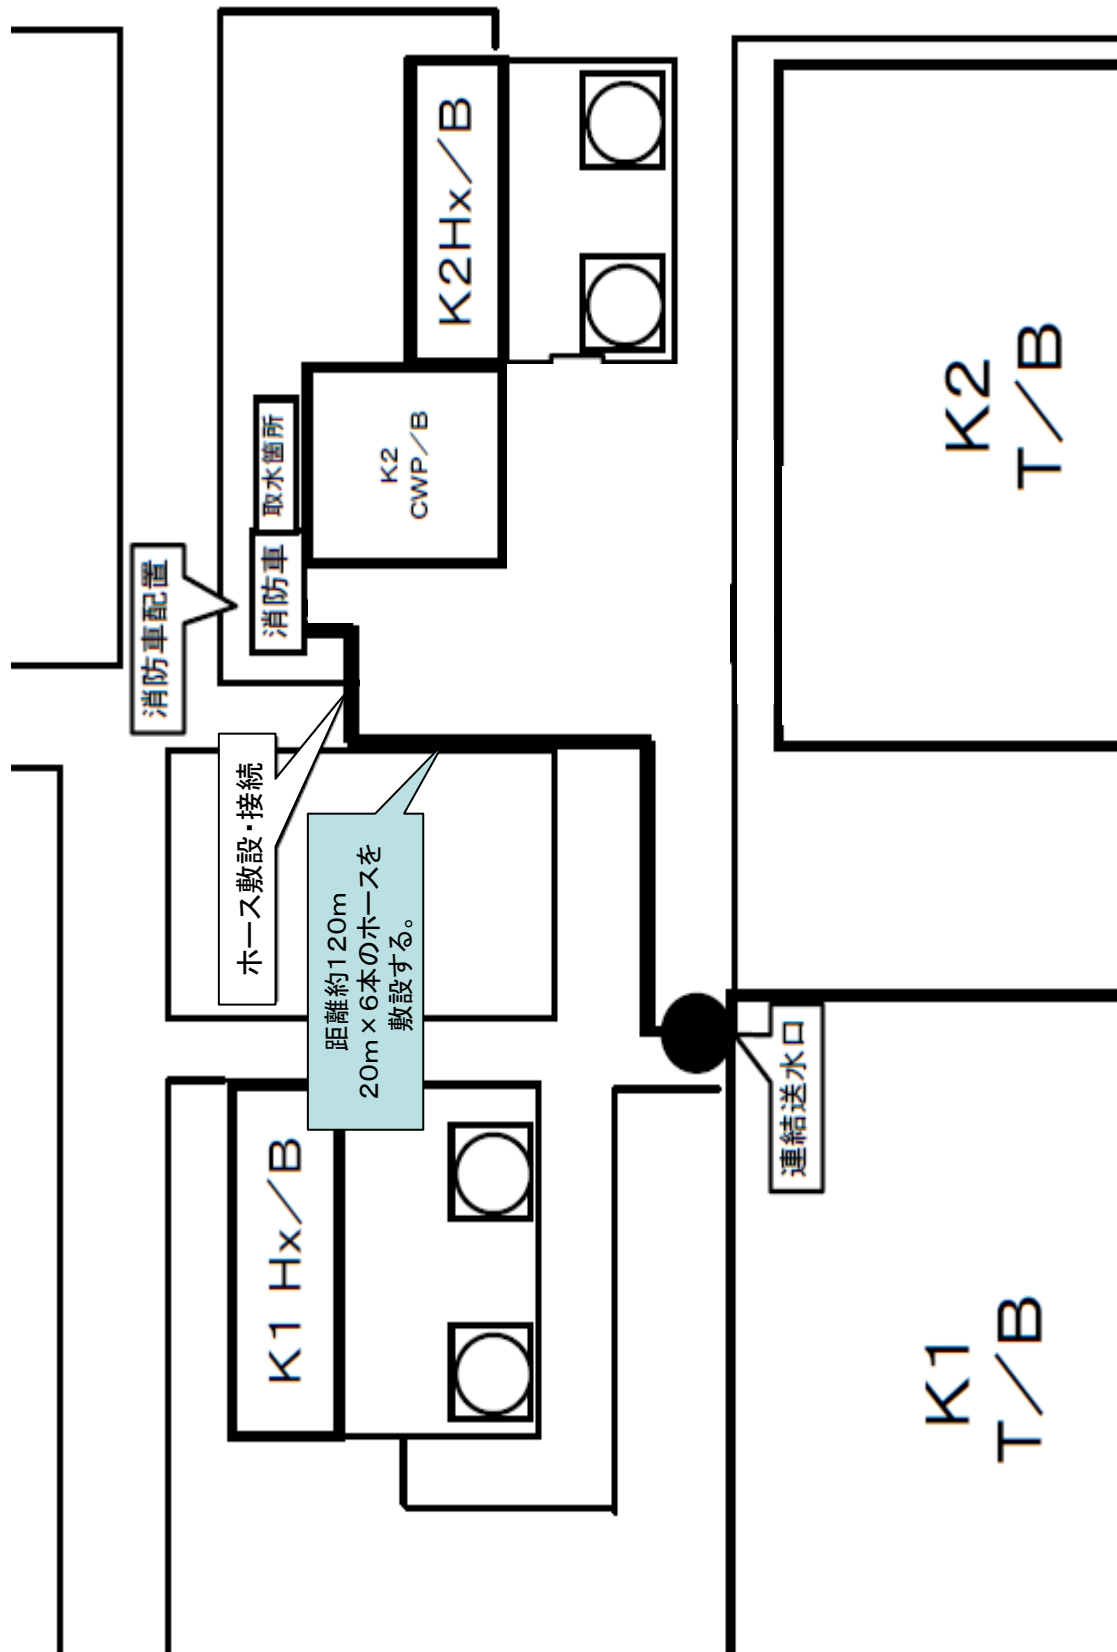 消防車配置
ホース敷設・接続
消防車
取水箇所
距離約120m
20m×6本のホースを
敷設する。
K1 Hx/B
K2
CWP/B
K2Hx/B
連結送水口
K1
T/B
K2
T/B